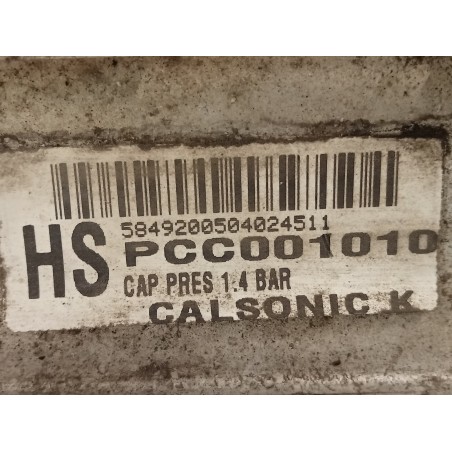 5849200504024511
HS PCC001010
CAP PRES 1.4 BAR
CALSONIC K